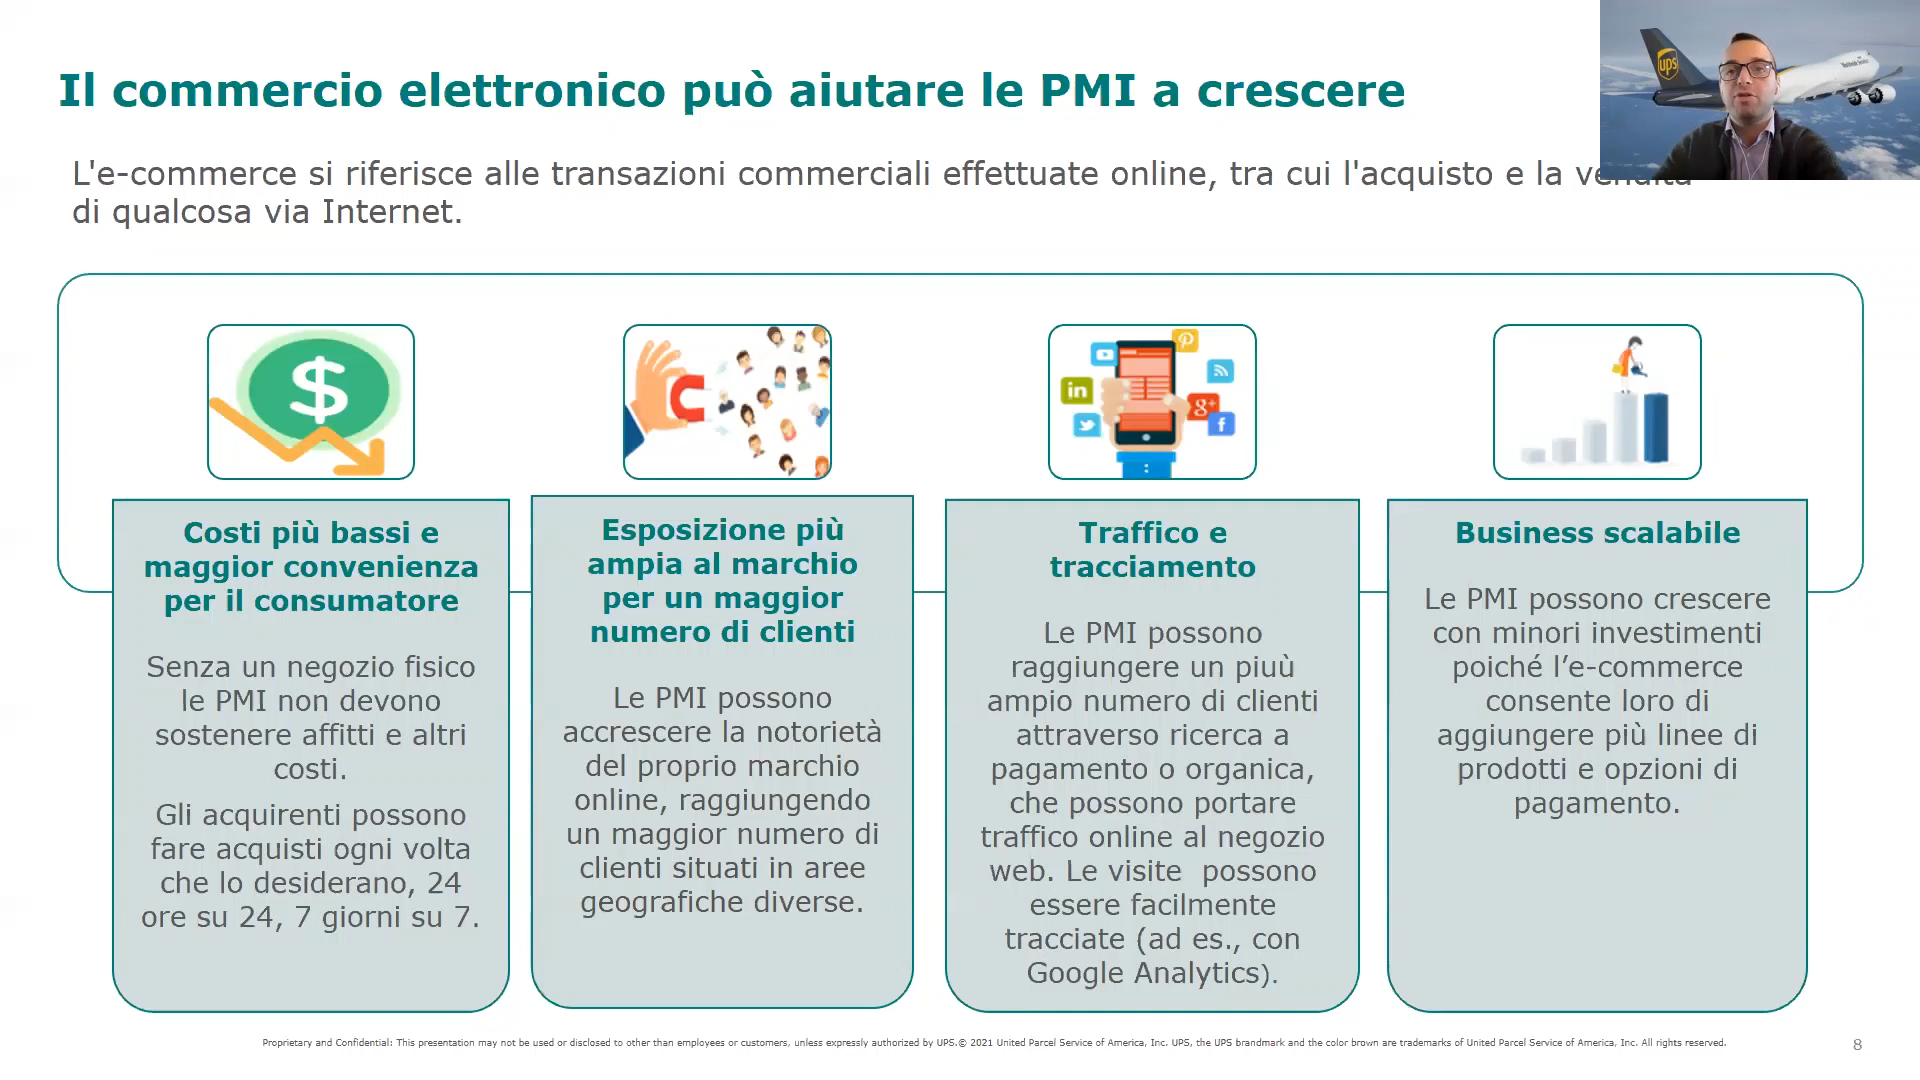 Il commercio elettronico può aiutare le PMI a crescere
L'e-commerce si riferisce alle transazioni commerciali effettuate online, tra cui l'acquisto e la vendita
di qualcosa via Internet.
ups
$
in
g+
f
Costi più bassi e
maggior convenienza
per il consumatore
Senza un negozio fisico
le PMI non devono
sostenere affitti e altri
costi.
Gli acquirenti possono
fare acquisti ogni volta
che lo desiderano, 24
ore su 24, 7 giorni su 7.
Esposizione più
ampia al marchio
per un maggior
numero di clienti
Le PMI possono
accrescere la notorietà
del proprio marchio
online, raggiungendo
un maggior numero di
clienti situati in aree
geografiche diverse.
Traffico e
tracciamento
Le PMI possono
raggiungere un piuù
ampio numero di clienti
attraverso ricerca a
pagamento o organica,
che possono portare
traffico online al negozio
web. Le visite  possono
essere facilmente
tracciate (ad es., con
Google Analytics).
Business scalabile
Le PMI possono crescere
con minori investimenti
poiché l’e-commerce
consente loro di
aggiungere più linee di
prodotti e opzioni di
pagamento.
Proprietary and Confidential: This presentation may not be used or disclosed to other than employees or customers, unless expressly authorized by UPS.© 2021 United Parcel Service of America, Inc. UPS, the UPS brandmark and the color brown are trademarks of United Parcel Service of America, Inc. All rights reserved.
8